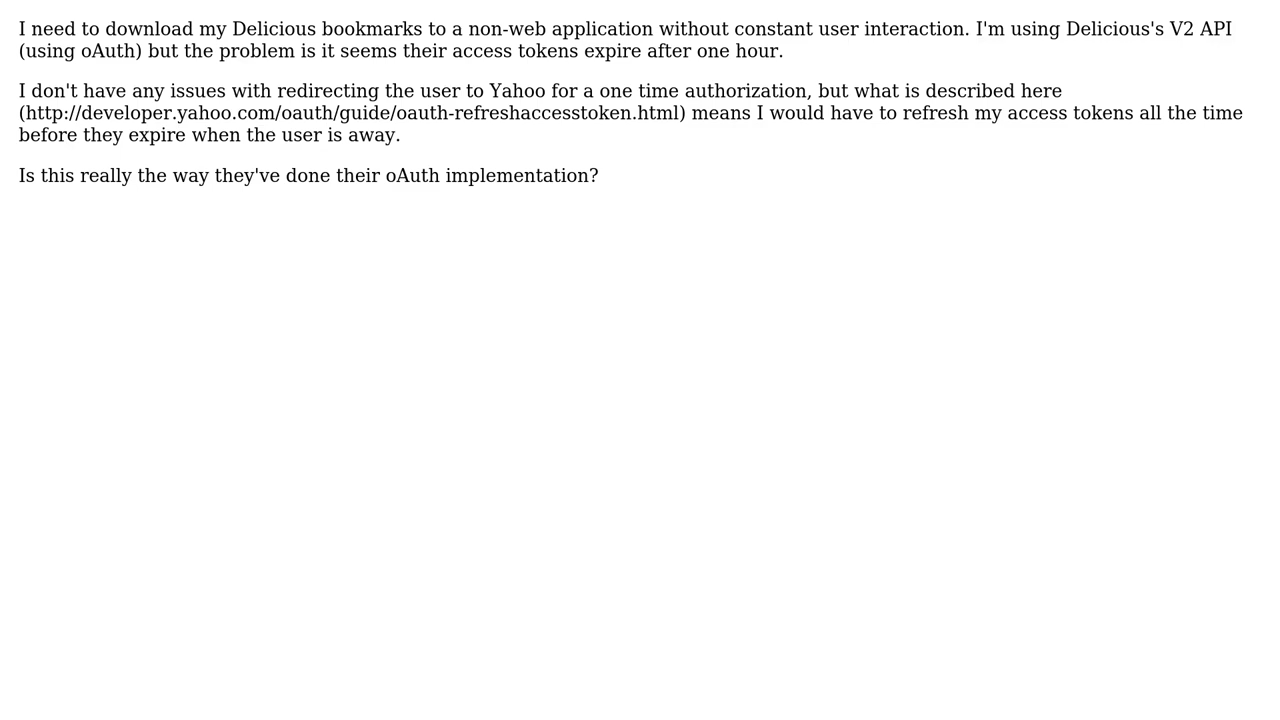 I need to download my Delicious bookmarks to a non-web application without constant user interaction. I'm using Delicious's V2 API
(using oAuth) but the problem is it seems their access tokens expire after one hour.
I don't have any issues with redirecting the user to Yahoo for a one time authorization, but what is described here
(http://developer.yahoo.com/oauth/guide/oauth-refreshaccesstoken.html) means I would have to refresh my access tokens all the time
before they expire when the user is away.
Is this really the way they've done their oAuth implementation?